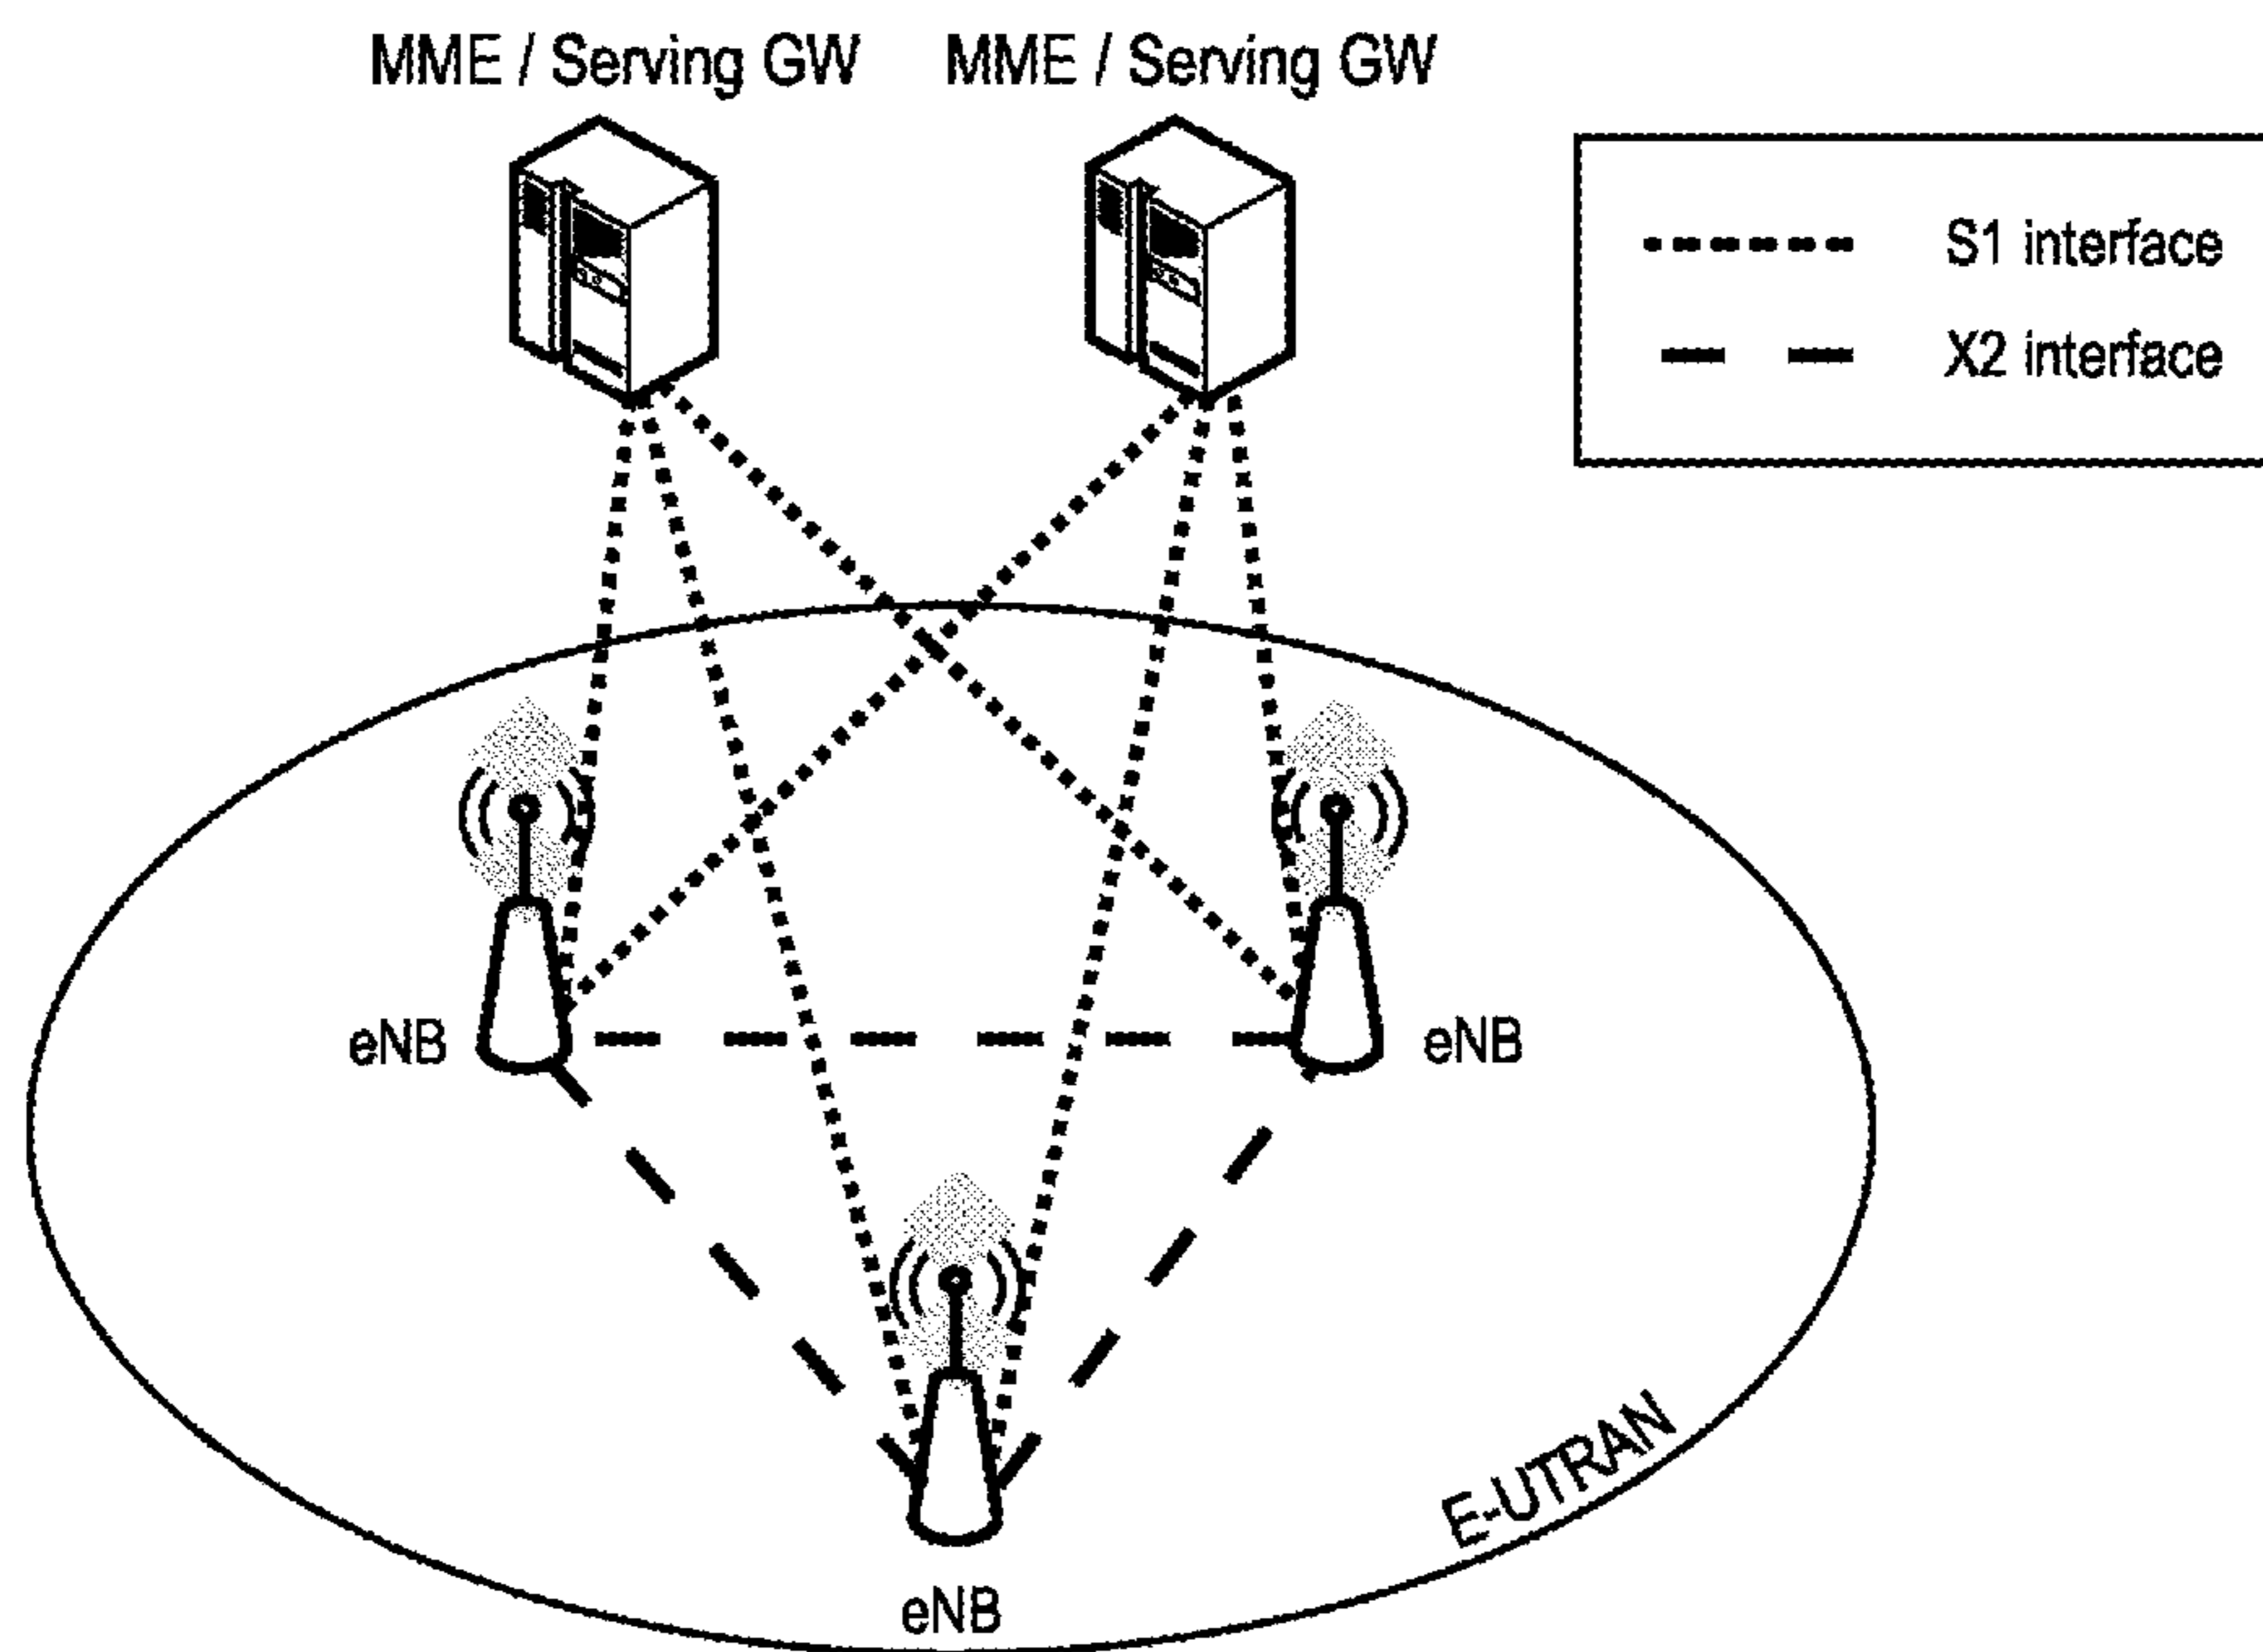 MME / Serving GW
MME / Serving GW
S1 interface
X2 interface
eNB
eNB
eNB
E-UTRAN